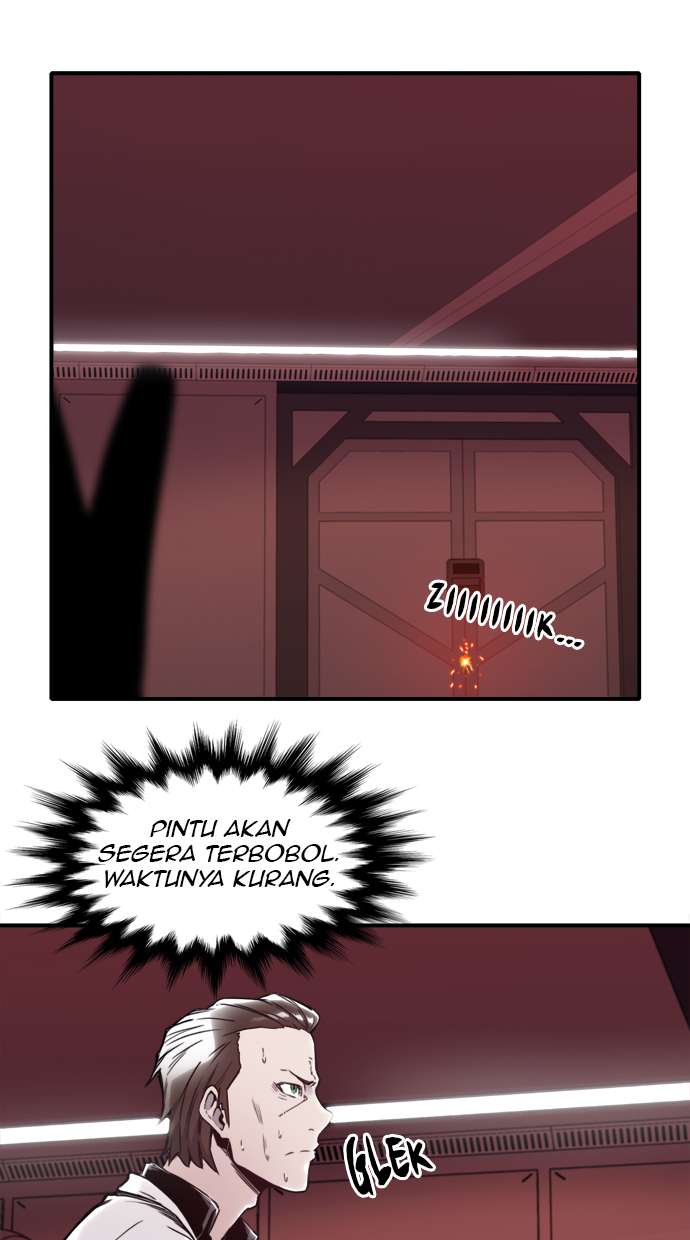 ZIIIIIIIIK...
PINTU AKAN
SEGERA TERBOBOL.
WAKTUNYA KURANG.
GLEK